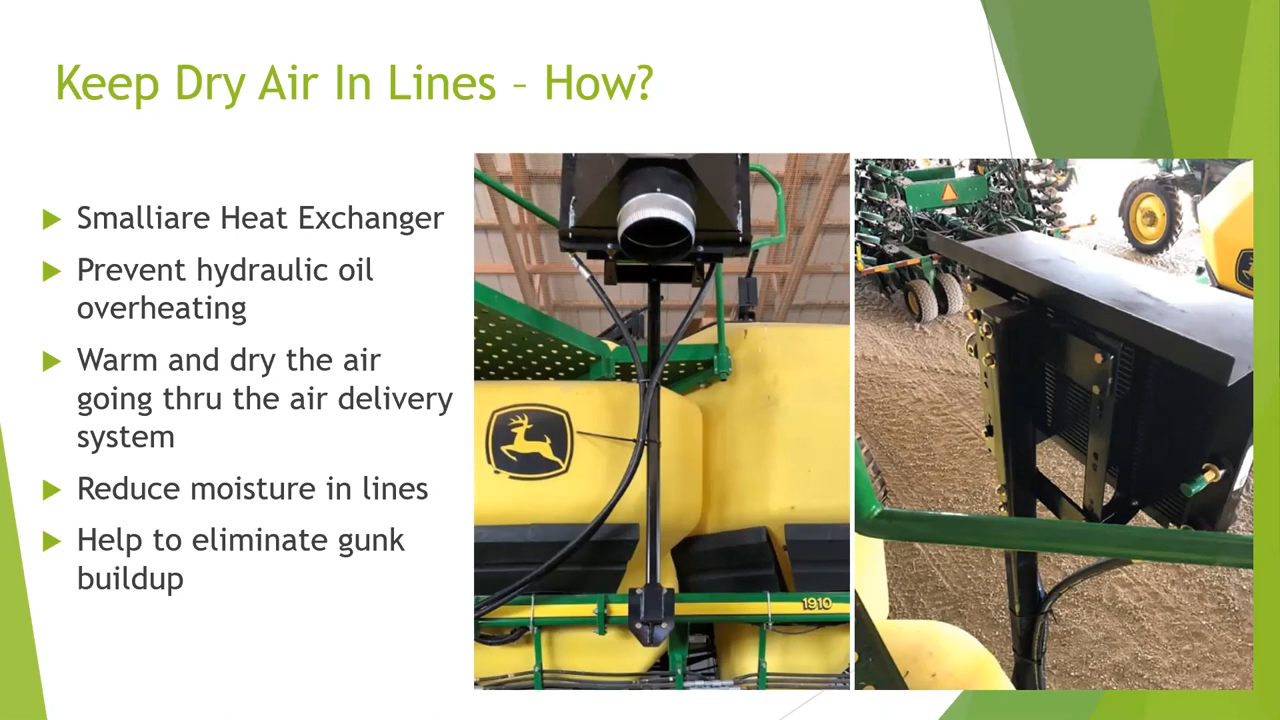 Keep Dry Air In Lines – How?
Smalliare Heat Exchanger
Prevent hydraulic oil
overheating
Warm and dry the air
going thru the air delivery
system
Reduce moisture in lines
Help to eliminate gunk
buildup
1910